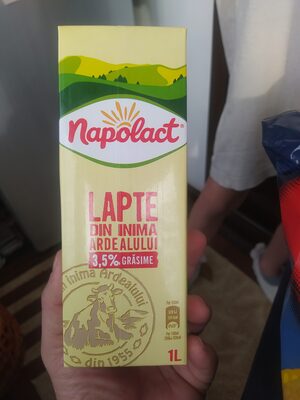 Napolact
LAPTE
DIN INIMA
ARDEALULUI
3,5% GRĂSIME
din inima Ardealului
din 1955
1L